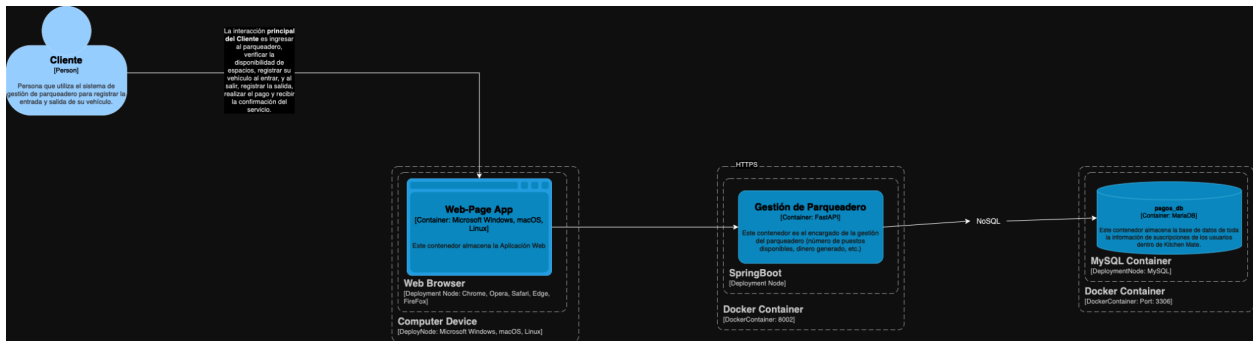 Cliente
[Person]
Persona que utiliza el sistema de
gestión de parqueadero para registrar la
entrada y salida de su vehículo.
La interacción principal
del Cliente es ingresar
al parqueadero,
verificar la
disponibilidad de
espacios, registrar su
vehículo al entrar, y al
salir, registrar la salida,
realizar el pago y recibir
la confirmación del
servicio.
Web-Page App
[Container: Microsoft Windows, macOS,
Linux]
Este contenedor almacena la Aplicación Web
Web Browser
[Deployment Node: Chrome, Opera, Safari, Edge,
FireFox]
Computer Device
[DeployNode: Microsoft Windows, macOS, Linux]
HTTPS
Gestión de Parqueadero
[Container: FastAPI]
Este contenedor es el encargado de la gestión
del parqueadero (número de puestos
disponibles, dinero generado, etc.)
SpringBoot
[Deployment Node]
Docker Container
[DockerContainer: 8002]
NoSQL
pagos_db
[Container: MariaDB]
Este contenedor almacena la base de datos de toda
la información de suscripciones de los usuarios
dentro de Kitchen Mate.
MySQL Container
[DeploymentNode: MySQL]
Docker Container
[DockerContainer: Port: 3306]